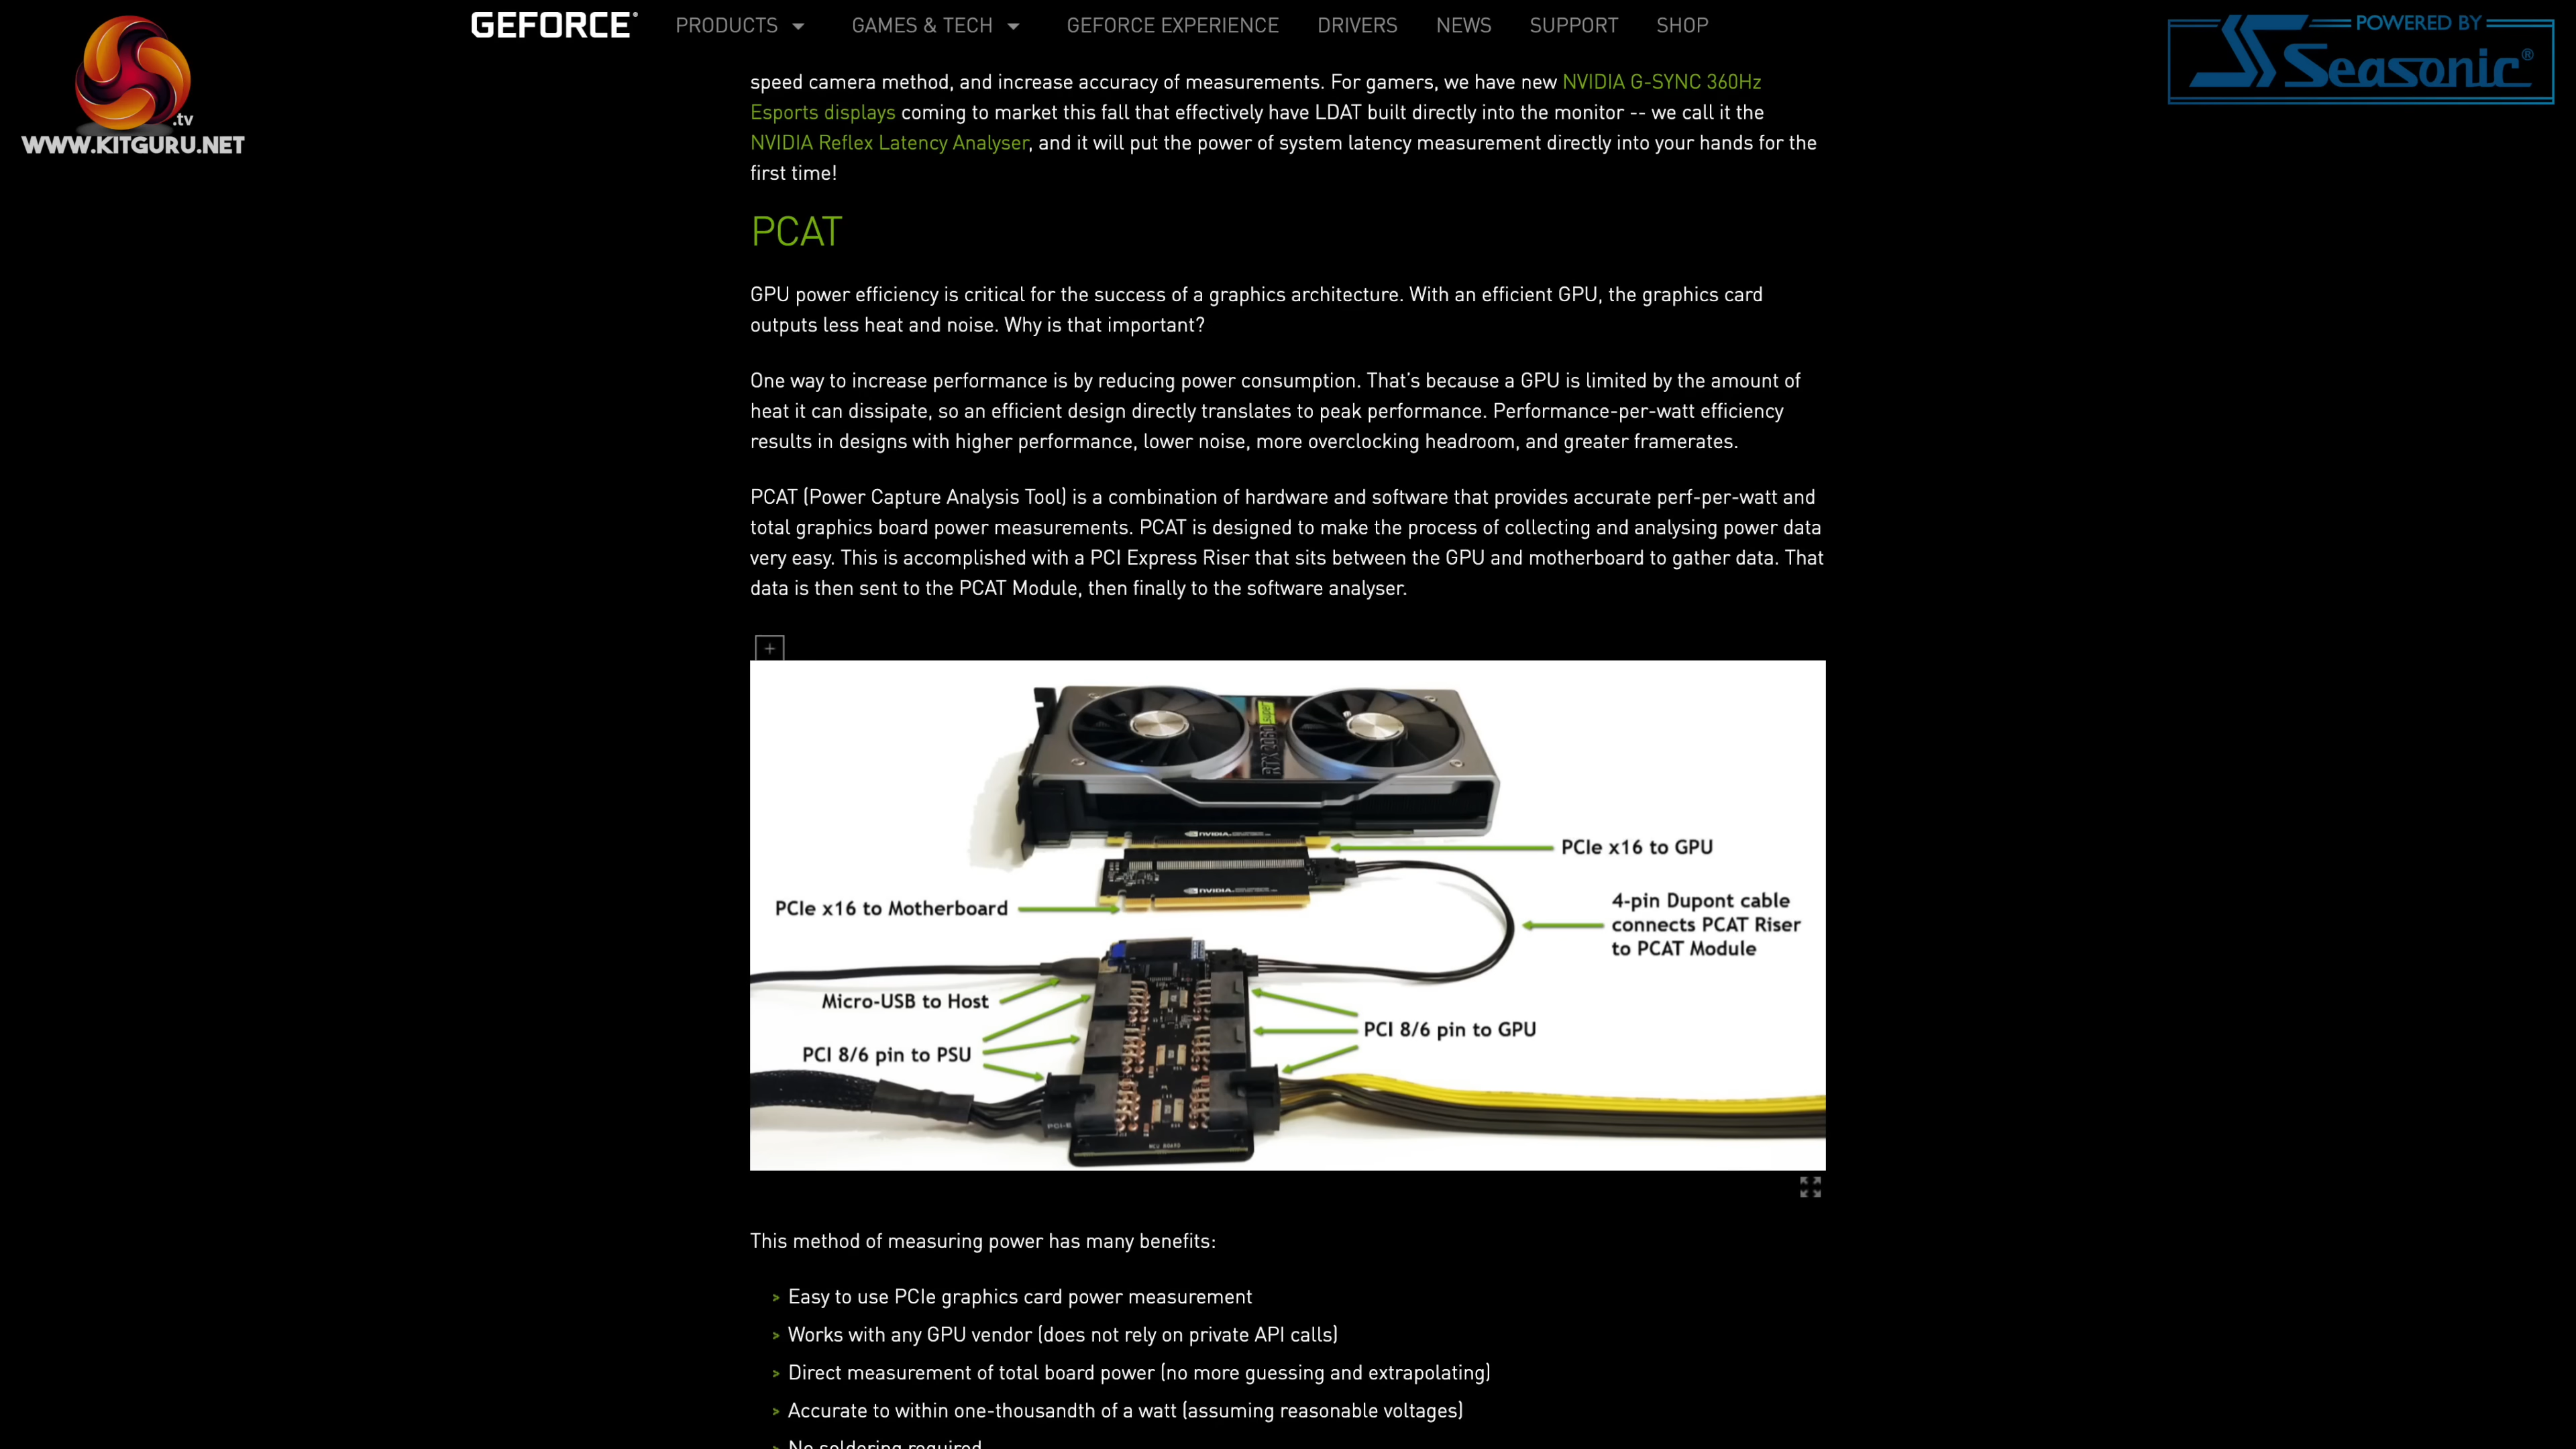 GEFORCE PRODUCTS GAMES & TECH GEFORCE EXPERIENCE DRIVERS NEWS SUPPORT SHOP
.tv
WWW.KITGURU.NET
POWERED BY
Seasonic®
speed camera method, and increase accuracy of measurements. For gamers, we have new NVIDIA G-SYNC 360Hz
Esports displays coming to market this fall that effectively have LDAT built directly into the monitor -- we call it the
NVIDIA Reflex Latency Analyser, and it will put the power of system latency measurement directly into your hands for the
first time!
PCAT
GPU power efficiency is critical for the success of a graphics architecture. With an efficient GPU, the graphics card
outputs less heat and noise. Why is that important?
One way to increase performance is by reducing power consumption. That’s because a GPU is limited by the amount of
heat it can dissipate, so an efficient design directly translates to peak performance. Performance-per-watt efficiency
results in designs with higher performance, lower noise, more overclocking headroom, and greater framerates.
PCAT (Power Capture Analysis Tool) is a combination of hardware and software that provides accurate perf-per-watt and
total graphics board power measurements. PCAT is designed to make the process of collecting and analysing power data
very easy. This is accomplished with a PCI Express Riser that sits between the GPU and motherboard to gather data. That
data is then sent to the PCAT Module, then finally to the software analyser.
super
RTX 2060
NVIDIA.
PCIe x16 to GPU
NVIDIA.
PCIe x16 to Motherboard
4-pin Dupont cable
connects PCAT Riser
to PCAT Module
Micro-USB to Host
PCI 8/6 pin to GPU
PCI 8/6 pin to PSU
PCI-E
This method of measuring power has many benefits:
> Easy to use PCIe graphics card power measurement
> Works with any GPU vendor (does not rely on private API calls)
> Direct measurement of total board power (no more guessing and extrapolating)
> Accurate to within one-thousandth of a watt (assuming reasonable voltages)
> No soldering required